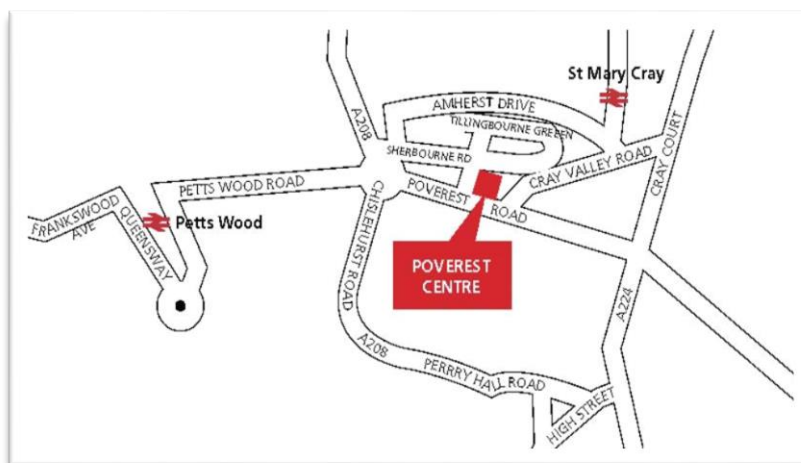 St Mary Cray
AMHERST DRIVE
TILLINGBOURNE GREEEN
A208
SHERBOURNE RD
CRAY VALLEY ROAD
CRAY COURT
PETTS WOOD ROAD
POVEREST ROAD
CHISLEHURST ROAD
FRANKSWOOD
AVE
QUEENSWAY
Petts Wood
POVEREST
CENTRE
A224
A208
PERRRY HALL ROAD
HIGH STREET